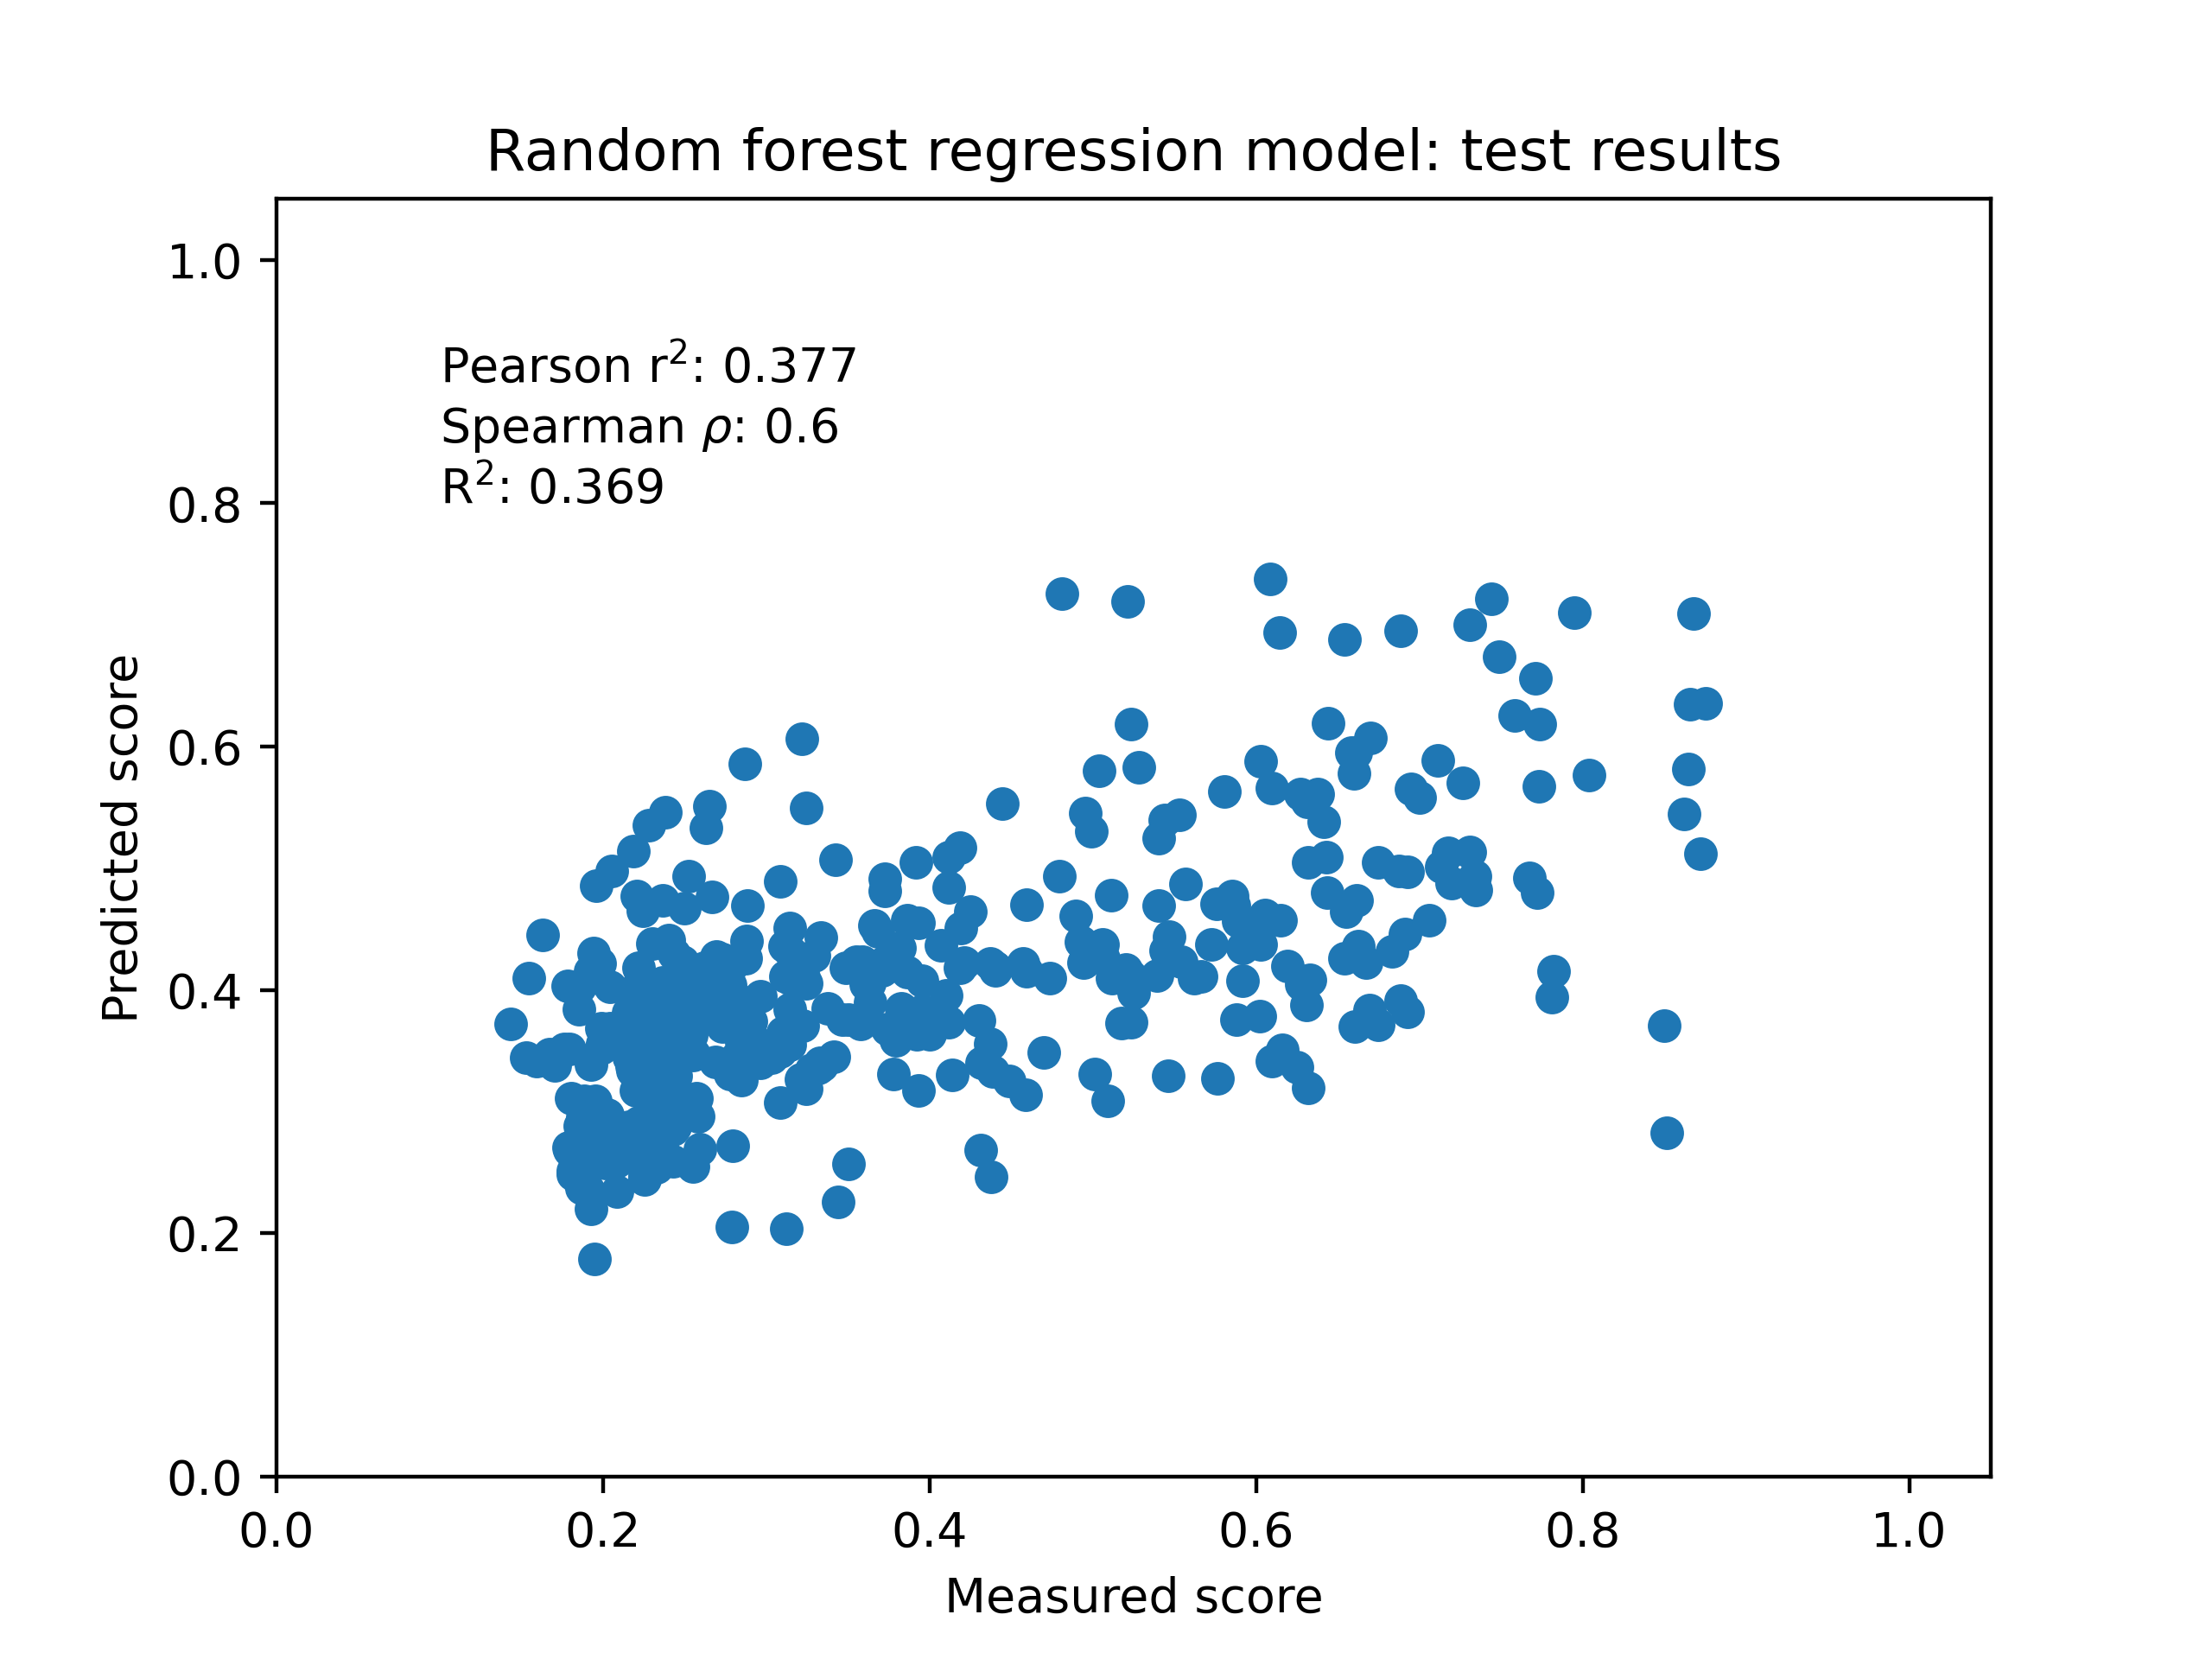 Random forest regression model: test results
1.0
Pearson r²: 0.377
Spearman ρ: 0.6
R²: 0.369
0.8
0.6
Predicted score
0.4
0.2
0.0
0.0 0.2 0.4 0.6 0.8 1.0
Measured score